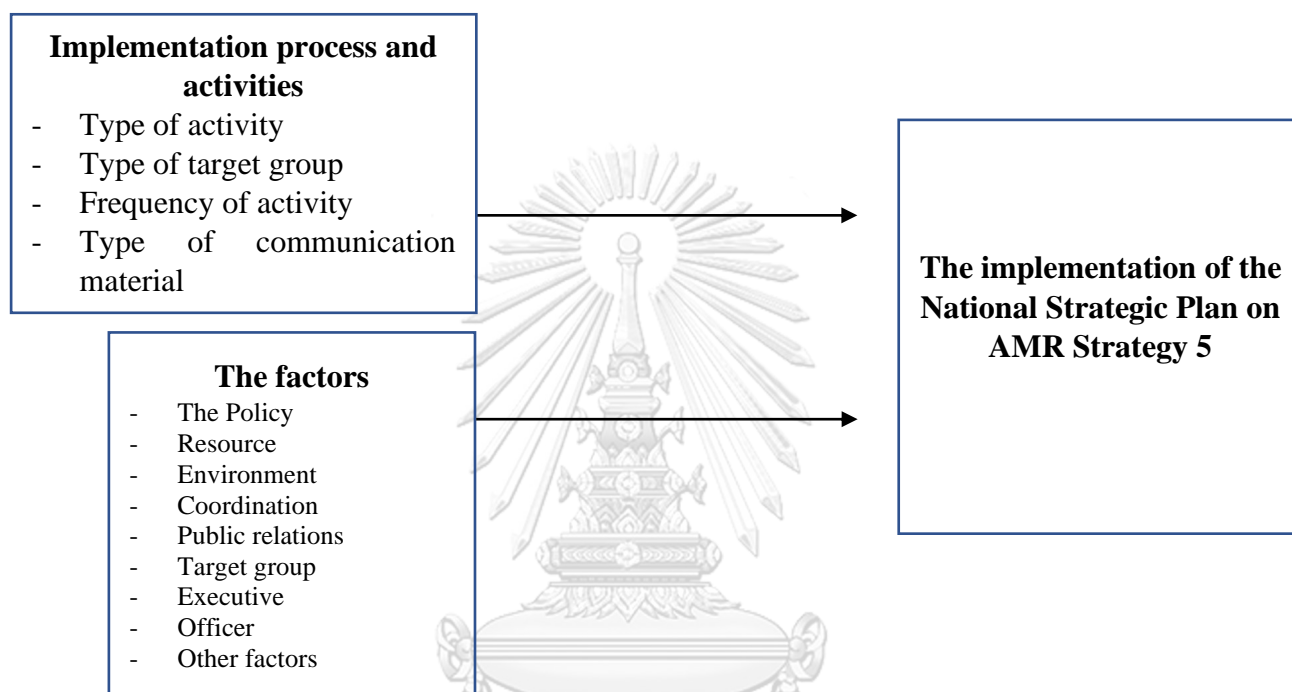 Implementation process and
activities
- Type of activity
- Type of target group
- Frequency of activity
- Type of communication
material
The factors
- The Policy
- Resource
- Environment
- Coordination
- Public relations
- Target group
- Executive
- Officer
- Other factors
The implementation of the
National Strategic Plan on
AMR Strategy 5